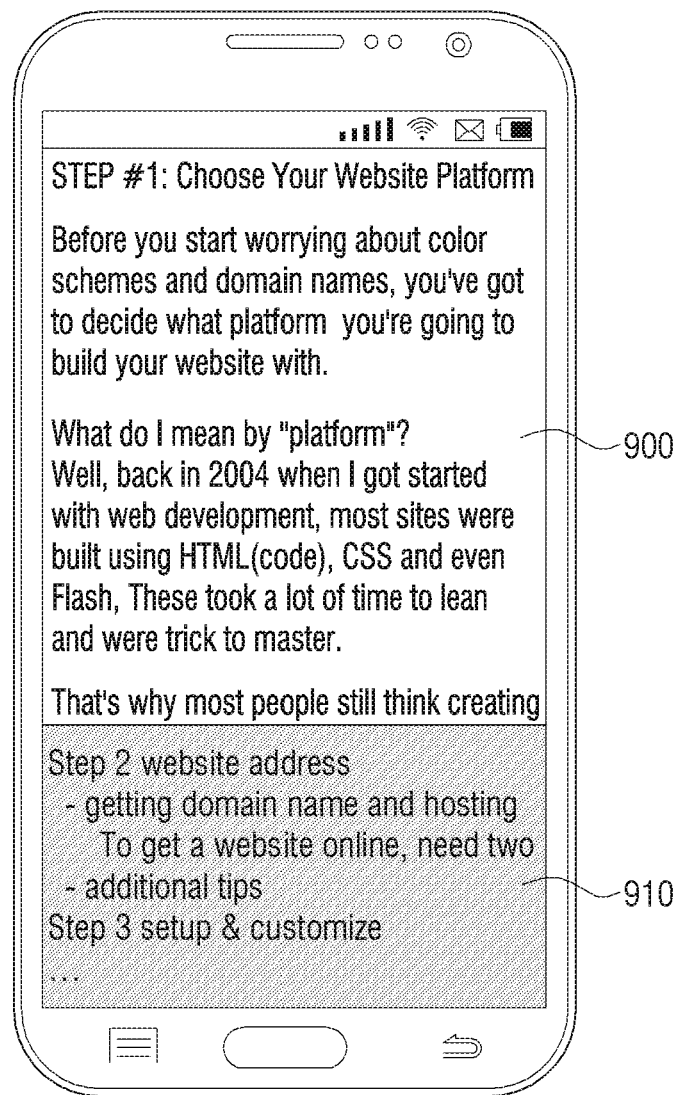 STEP #1: Choose Your Website Platform
Before you start worrying about color
schemes and domain names, you've got
to decide what platform you're going to
build your website with.
What do I mean by "platform"?
Well, back in 2004 when I got started
with web development, most sites were
built using HTML(code), CSS and even
Flash, These took a lot of time to lean
and were trick to master.
That's why most people still think creating
Step 2 website address
- getting domain name and hosting
To get a website online, need two
- additional tips
Step 3 setup & customize
...
900
910